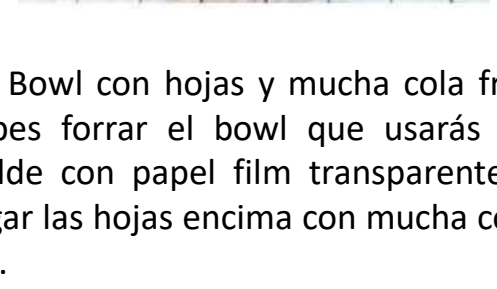 Bowl con hojas y mucha cola fr
bes forrar el bowl que usarás
lde con papel film transparente
gar las hojas encima con mucha c
.